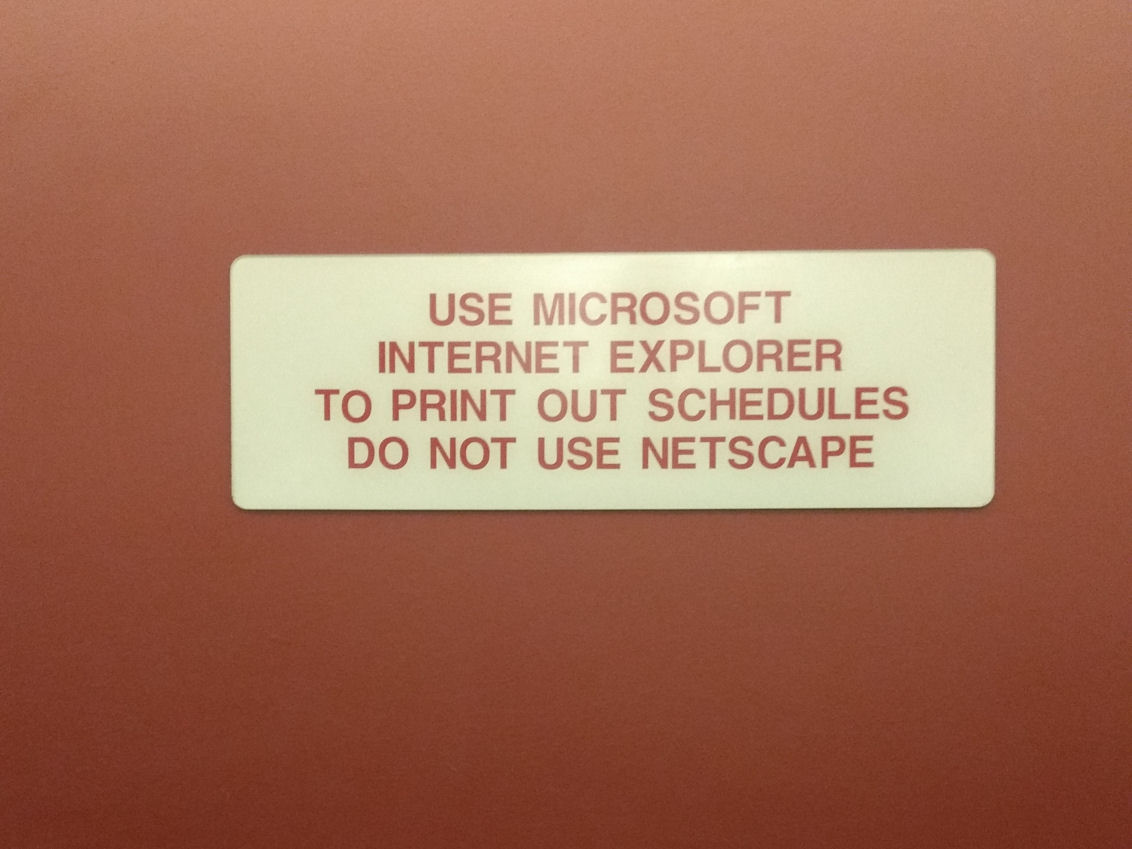 USE MICROSOFT
INTERNET EXPLORER
TO PRINT OUT SCHEDULES
DO NOT USE NETSCAPE